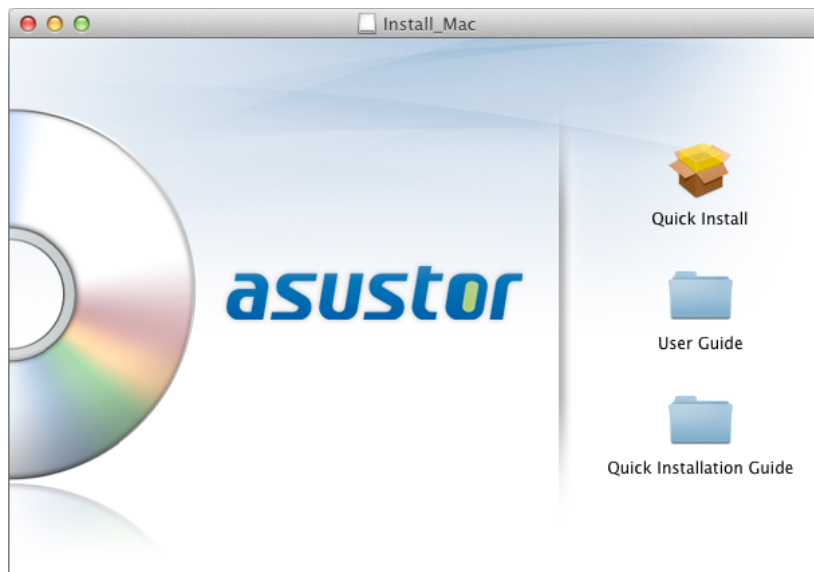 Install_Mac
asustor
Quick Install
User Guide
Quick Installation Guide